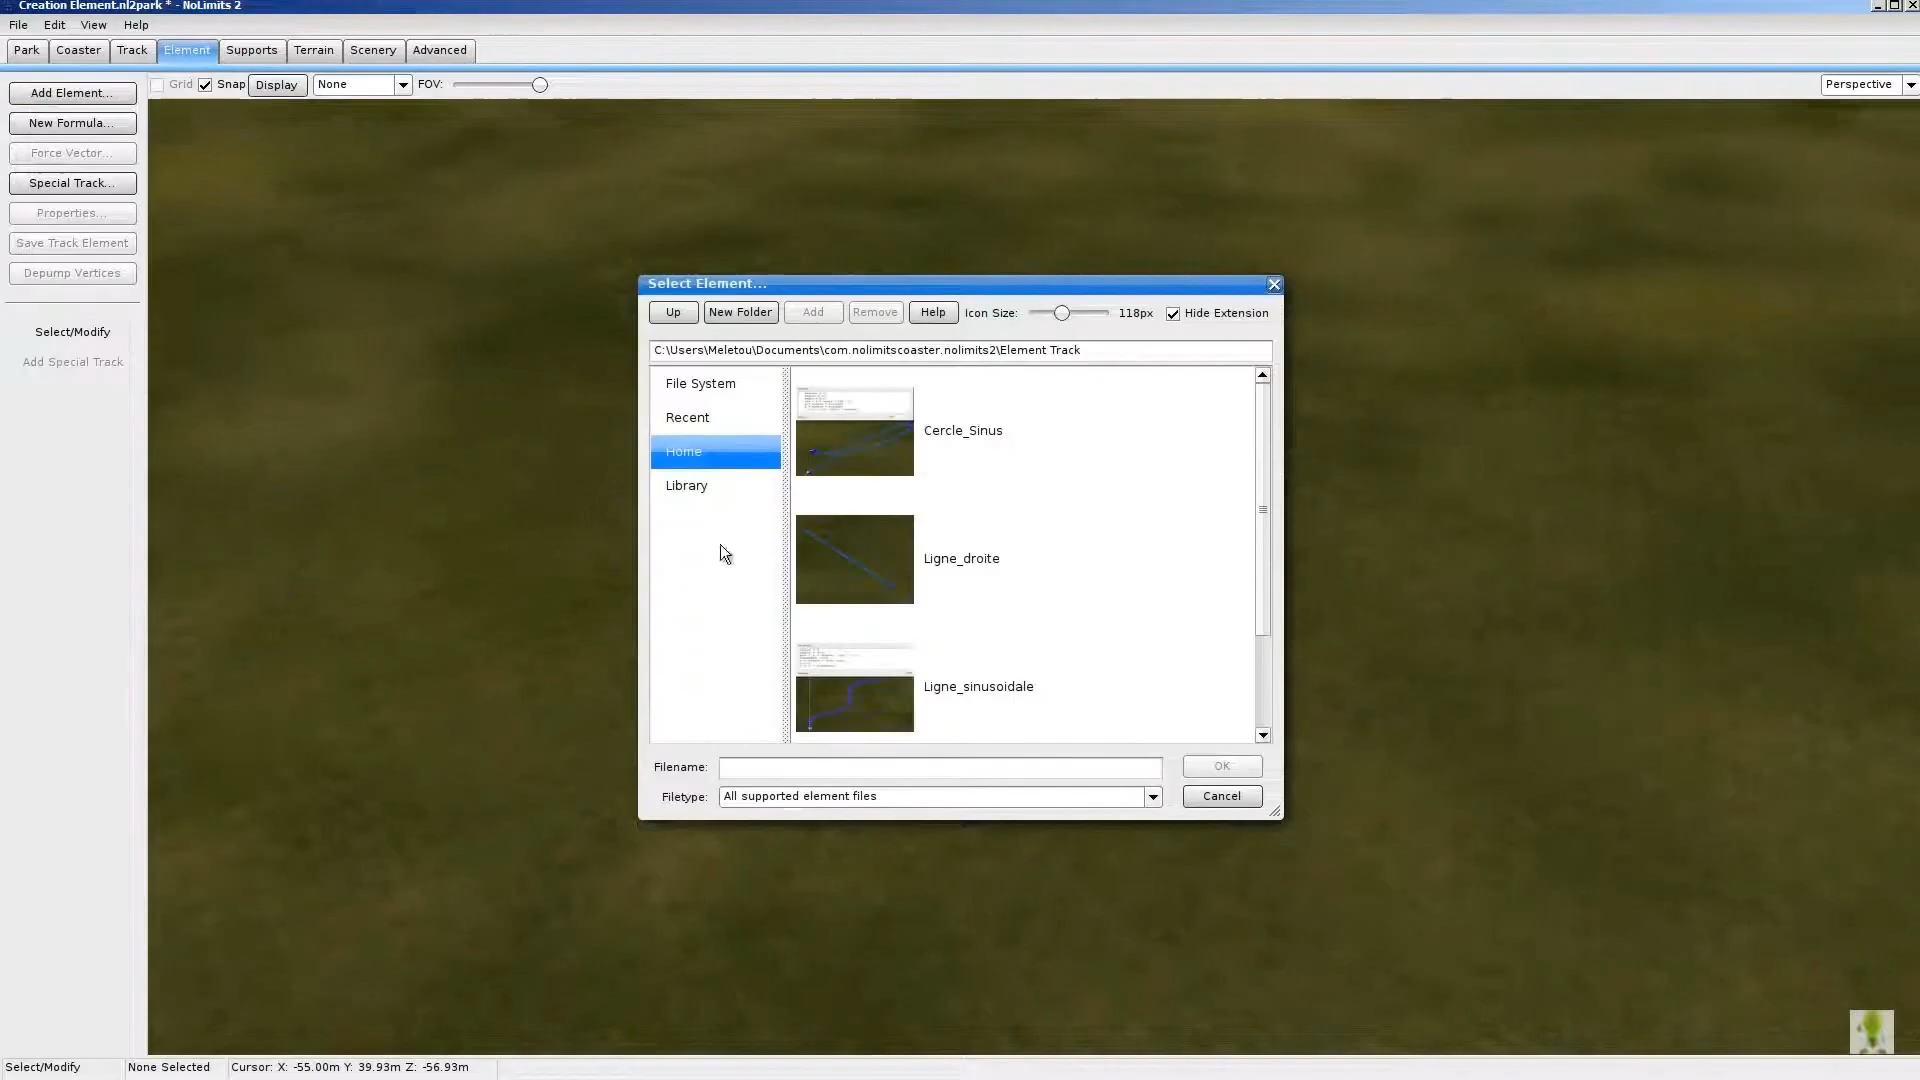 Creation Element.nl2park * - NoLimits 2
File Edit View Help
Park Coaster Track Element Supports Terrain Scenery Advanced
Grid Snap Display None FOV: Perspective
Add Element...
New Formula...
Force Vector...
Special Track...
Properties...
Save Track Element
Depump Vertices
Select/Modify
Add Special Track
Select Element...
Up New Folder Add Remove Help Icon Size: 118px Hide Extension
C:\Users\Meletou\Documents\com.nolimitscoaster.nolimits2\Element Track
File System
Recent
Home
Library
Cercle_Sinus
Ligne_droite
Ligne_sinusoidale
Filename: OK
Filetype: All supported element files Cancel
Select/Modify None Selected Cursor: X: -55.00m Y: 39.93m Z: -56.93m